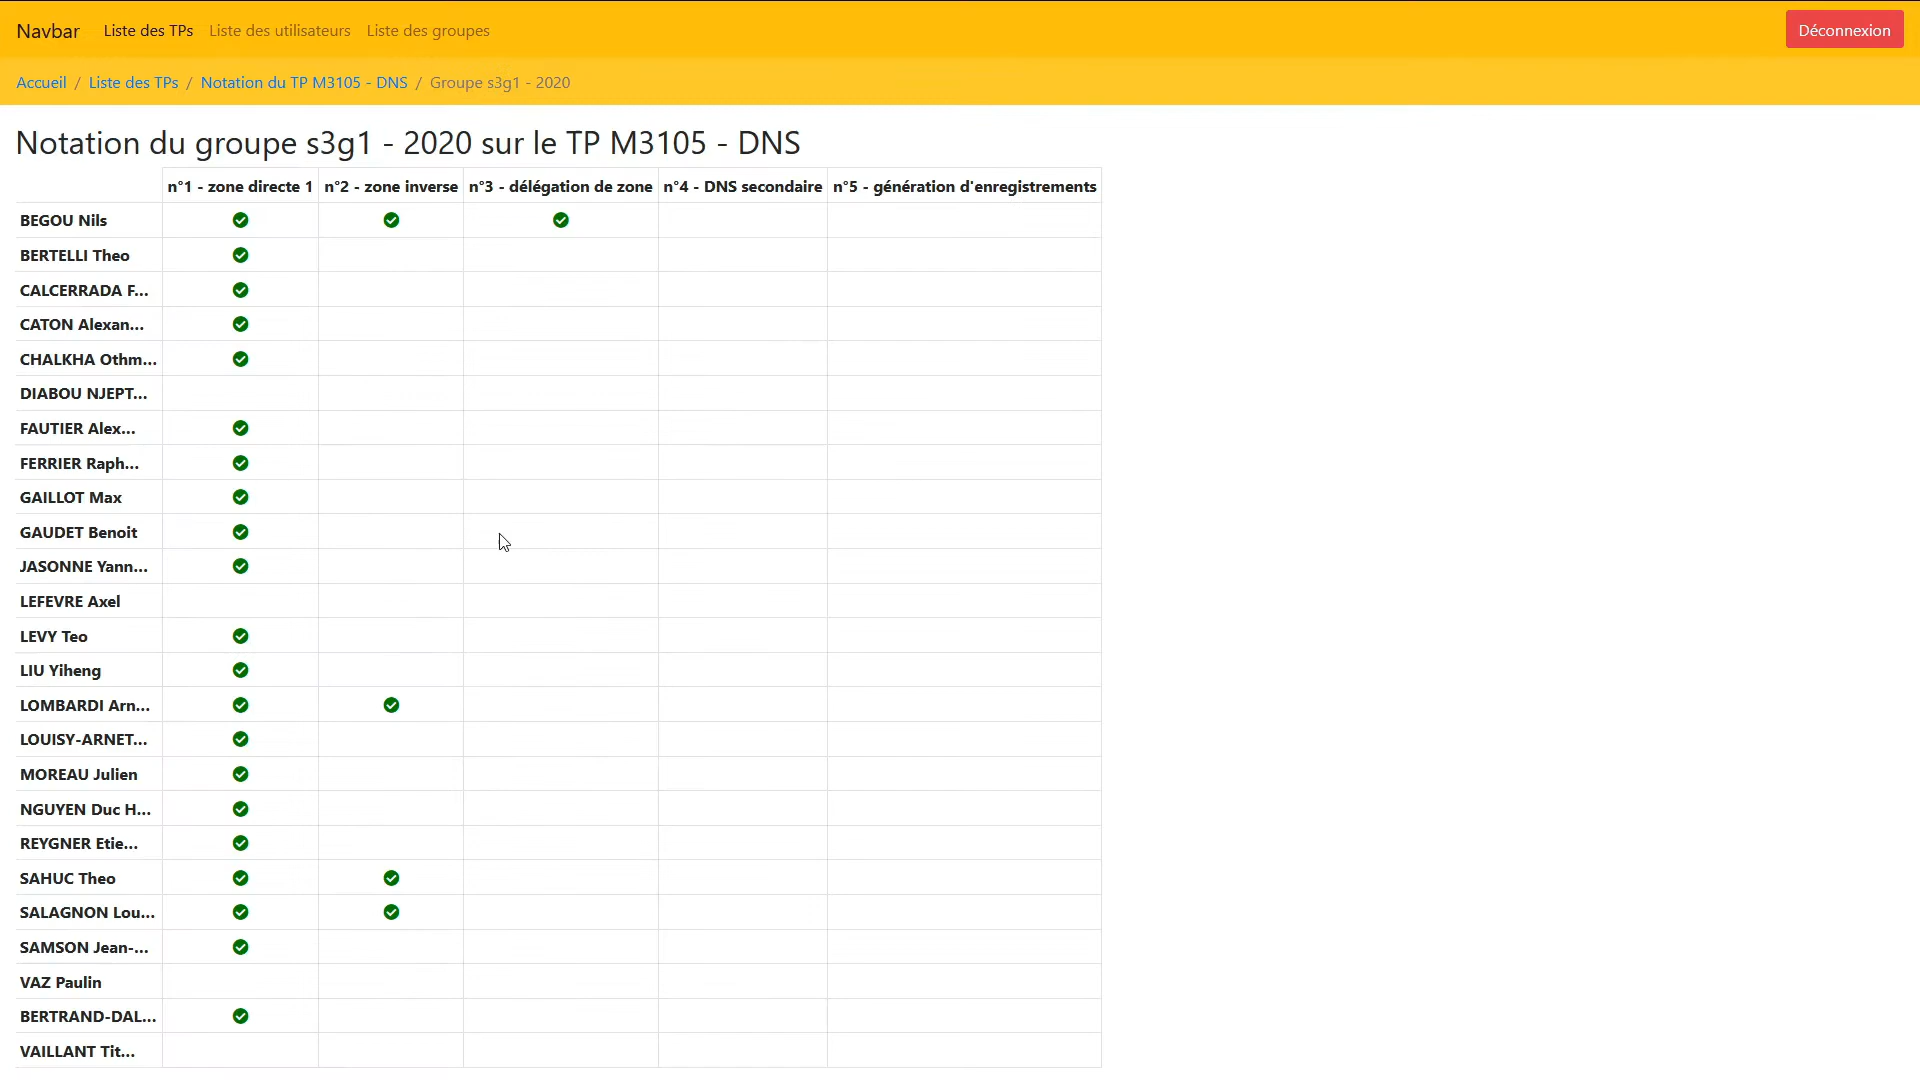 Navbar Liste des TPs Liste des utilisateurs Liste des groupes Déconnexion
Accueil / Liste des TPs / Notation du TP M3105 - DNS / Groupe s3g1 - 2020
Notation du groupe s3g1 - 2020 sur le TP M3105 - DNS
n°1 - zone directe 1 n°2 - zone inverse n°3 - délégation de zone n°4 - DNS secondaire n°5 - génération d'enregistrements
BEGOU Nils
BERTELLI Theo
CALCERRADA F...
CATON Alexan...
CHALKHA Othm...
DIABOU NJEPT...
FAUTIER Alex...
FERRIER Raph...
GAILLOT Max
GAUDET Benoit
JASONNE Yann...
LEFEVRE Axel
LEVY Teo
LIU Yiheng
LOMBARDI Arn...
LOUISY-ARNET...
MOREAU Julien
NGUYEN Duc H...
REYGNER Etie...
SAHUC Theo
SALAGNON Lou...
SAMSON Jean-...
VAZ Paulin
BERTRAND-DAL...
VAILLANT Tit...